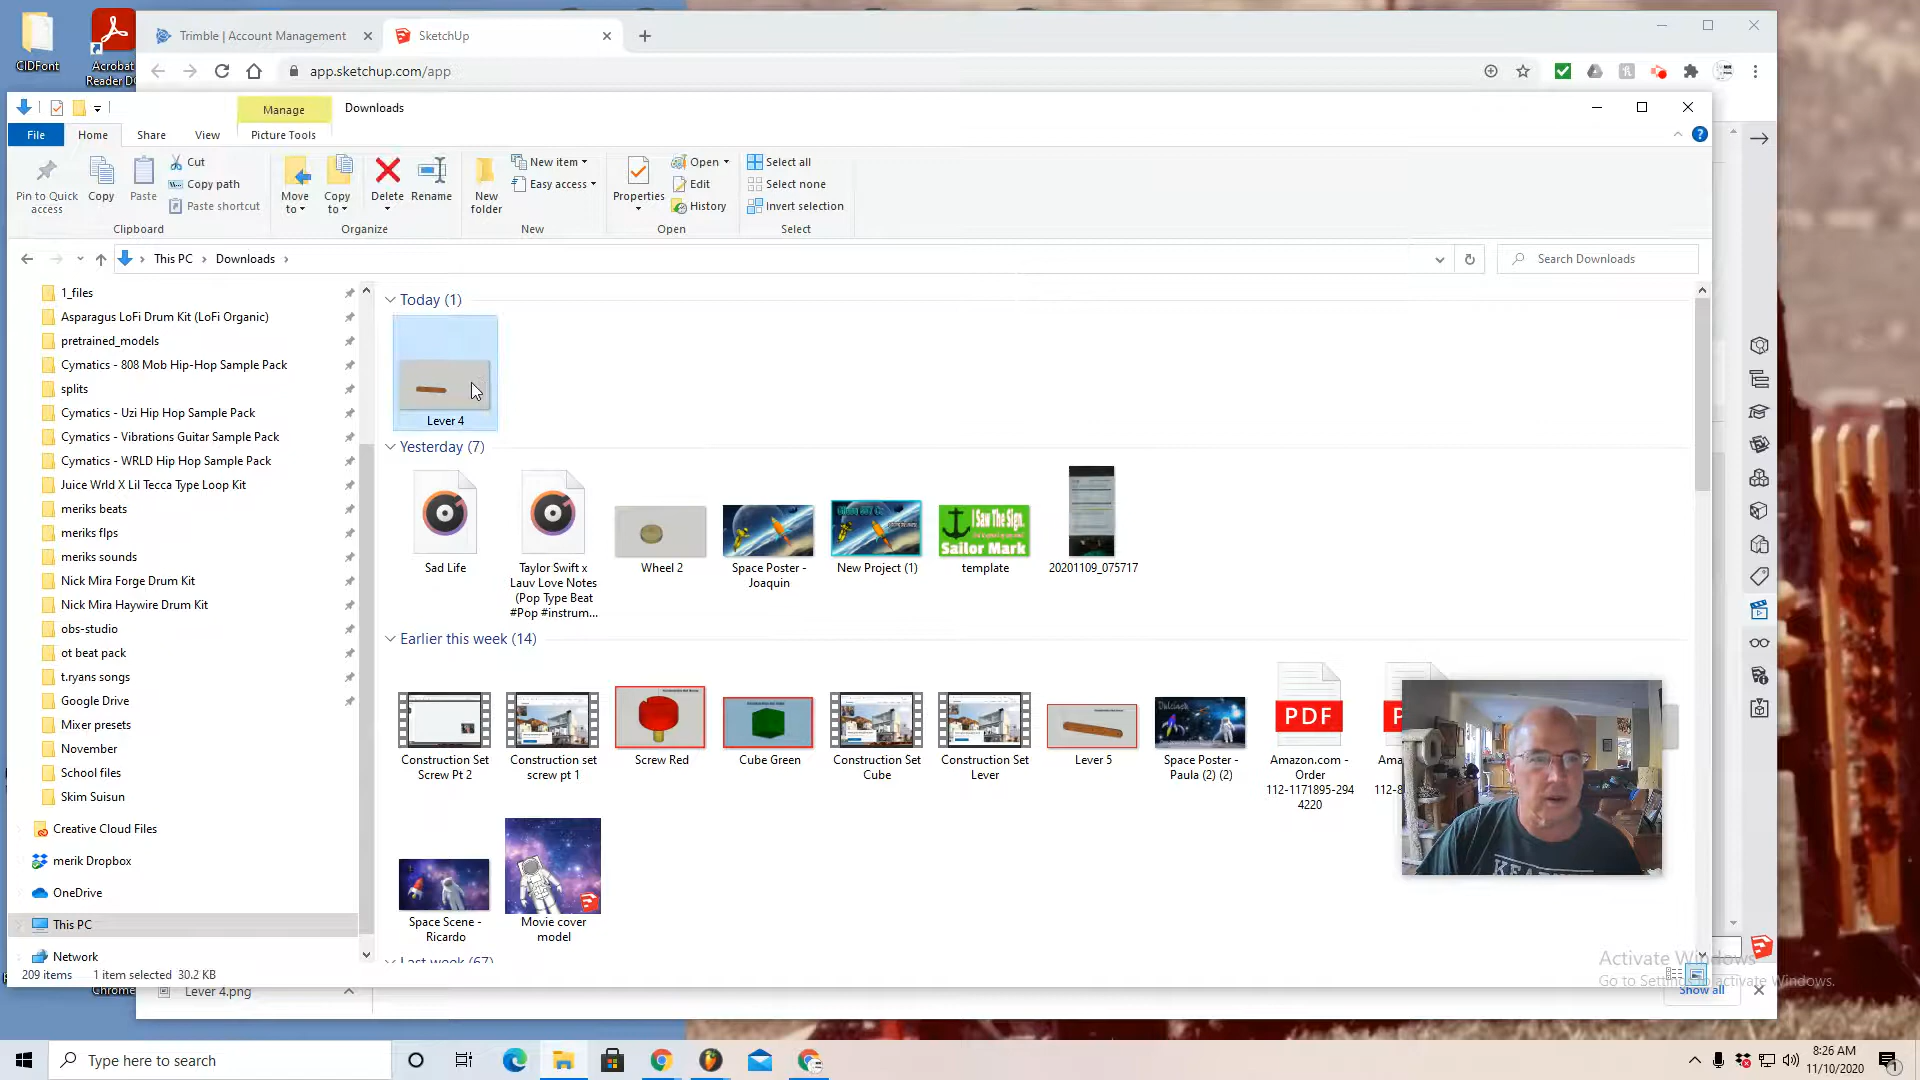 CIDFont
Acrobat
Reader DC
Trimble | Account Management
SketchUp
app.sketchup.com/app
Manage
Downloads
File
Home
Share
View
Picture Tools
Pin to Quick
access
Copy
Paste
Cut
Copy path
Paste shortcut
Clipboard
Move
to
Copy
to
Delete
Rename
Organize
New
folder
New item
Easy access
New
Properties
Open
Edit
History
Open
Select all
Select none
Invert selection
Select
This PC
Downloads
Search Downloads
1_files
Asparagus LoFi Drum Kit (LoFi Organic)
pretrained_models
Cymatics - 808 Mob Hip-Hop Sample Pack
splits
Cymatics - Uzi Hip Hop Sample Pack
Cymatics - Vibrations Guitar Sample Pack
Cymatics - WRLD Hip Hop Sample Pack
Juice Wrld X Lil Tecca Type Loop Kit
meriks beats
meriks flps
meriks sounds
Nick Mira Forge Drum Kit
Nick Mira Haywire Drum Kit
obs-studio
ot beat pack
t.ryans songs
Google Drive
Mixer presets
November
School files
Skim Suisun
Creative Cloud Files
merik Dropbox
OneDrive
This PC
Network
Today (1)
Lever 4
Yesterday (7)
I Saw The Sign.
Sailor Mark
Sad Life
Taylor Swift x
Lauv Love Notes
(Pop Type Beat
#Pop #instrum...
Wheel 2
Space Poster -
Joaquin
New Project (1)
template
20201109_075717
Earlier this week (14)
PDF
Construction Set
Screw Pt 2
Construction set
screw pt 1
Screw Red
Cube Green
Construction Set
Cube
Construction Set
Lever
Lever 5
Space Poster -
Paula (2) (2)
Amazon.com -
Order
112-1171895-294
4220
Space Scene -
Ricardo
Movie cover
model
Last week (67)
209 items
1 item selected 30.2 KB
Activate Windows
Go to Settings to activate Windows.
Chrome
Lever 4.png
Show all
Type here to search
8:26 AM
11/10/2020
1